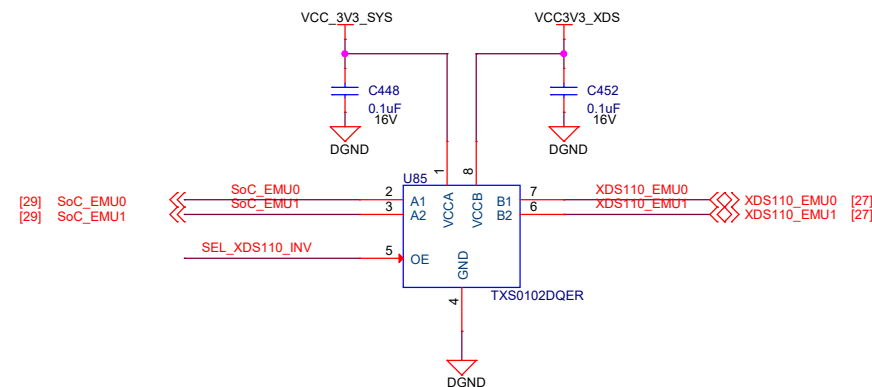 VCC_3V3_SYS
VCC3V3_XDS
C448
0.1uF
16V
DGND
C452
0.1uF
16V
DGND
1
8
U85
[29] SoC_EMU0
SoC_EMU0
2
A1
VCCA
VCCB
B1
7
XDS110_EMU0
XDS110_EMU0 [27]
[29] SoC_EMU1
SoC_EMU1
3
A2
B2
6
XDS110_EMU1
XDS110_EMU1 [27]
SEL_XDS110_INV
5
OE
GND
4
TXS0102DQER
DGND